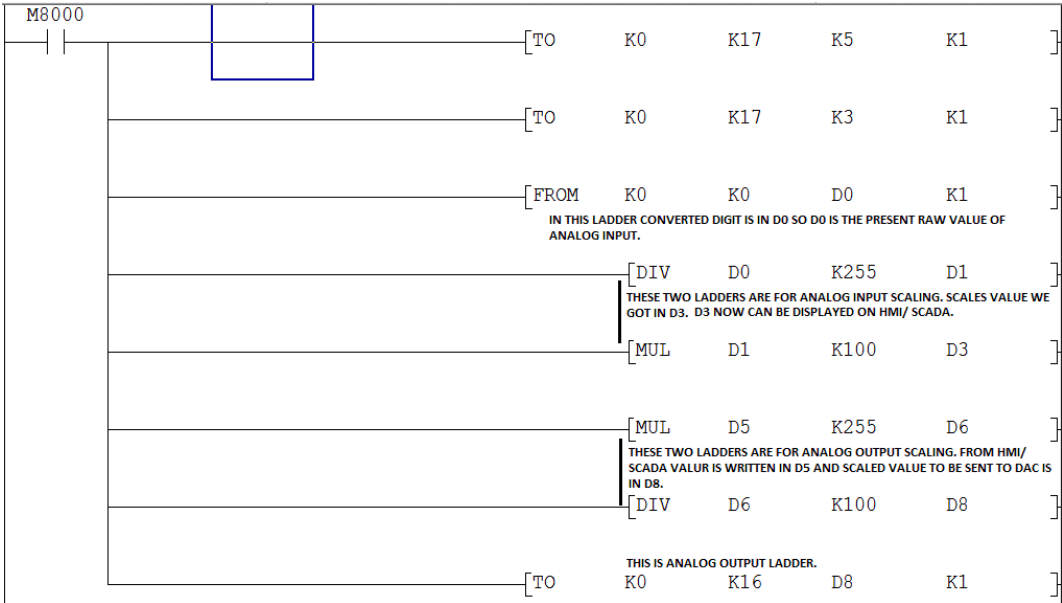 M8000
[TO K0 K17 K5 K1 ]
[TO K0 K17 K3 K1 ]
[FROM K0 K0 D0 K1 ]
IN THIS LADDER CONVERTED DIGIT IS IN D0 SO D0 IS THE PRESENT RAW VALUE OF
ANALOG INPUT.
[DIV D0 K255 D1 ]
THESE TWO LADDERS ARE FOR ANALOG INPUT SCALING. SCALES VALUE WE
GOT IN D3. D3 NOW CAN BE DISPLAYED ON HMI/ SCADA.
[MUL D1 K100 D3 ]
[MUL D5 K255 D6 ]
THESE TWO LADDERS ARE FOR ANALOG OUTPUT SCALING. FROM HMI/
SCADA VALUR IS WRITTEN IN D5 AND SCALED VALUE TO BE SENT TO DAC IS
IN D8.
[DIV D6 K100 D8 ]
THIS IS ANALOG OUTPUT LADDER.
[TO K0 K16 D8 K1 ]